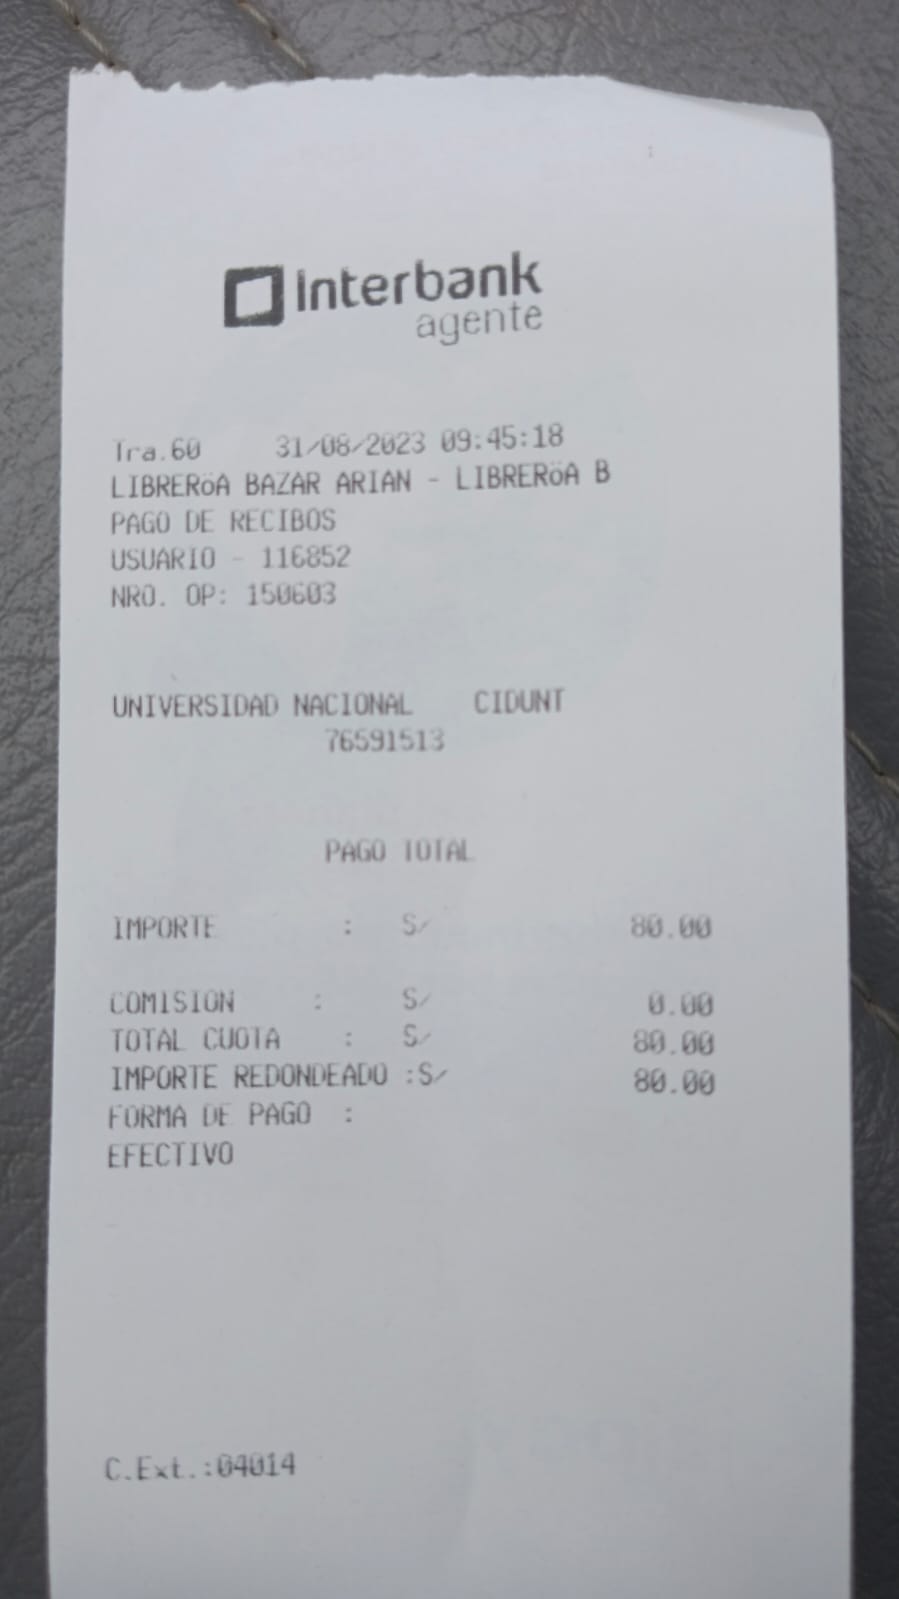 Interbank
agente
Tra.60 31/08/2023 09:45:18
LIBRERöA BAZAR ARIAN - LIBRERöA B
PAGO DE RECIBOS
USUARIO - 116852
NRO. OP: 150603
UNIVERSIDAD NACIONAL CIDUNT
76591513
PAGO TOTAL
IMPORTE : S/ 80.00
COMISION : S/ 0.00
TOTAL CUOTA : S/ 80.00
IMPORTE REDONDEADO :S/ 80.00
FORMA DE PAGO :
EFECTIVO
C.Ext.:04014